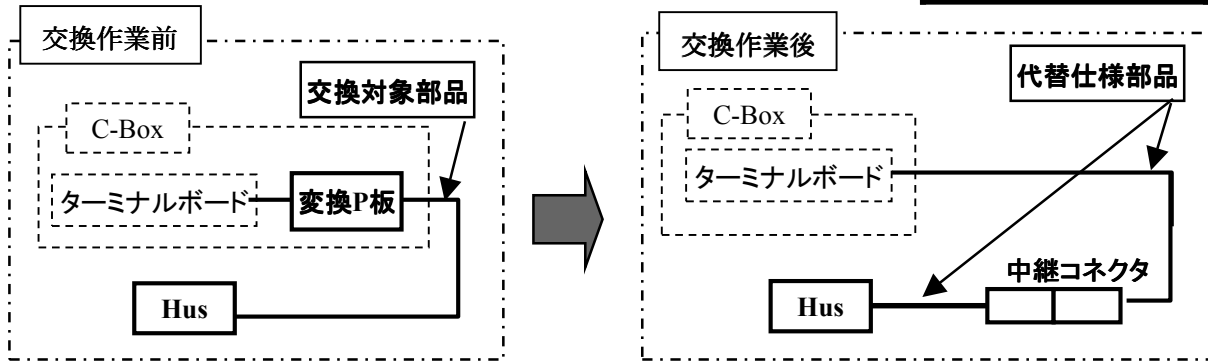 交換作業前
交換対象部品
C-Box
ターミナルボード
変換P板
Hus
交換作業後
代替仕様部品
C-Box
ターミナルボード
中継コネクタ
Hus